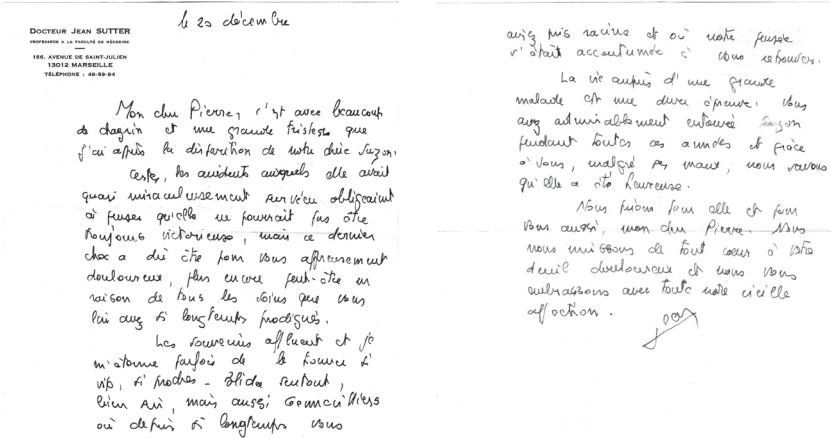 le 20 décembre
DOCTEUR JEAN SUTTER
PROFESSEUR A LA FACULTÉ DE MÉDECINE
156, AVENUE DE SAINT-JULIEN
13012 MARSEILLE
TÉLÉPHONE : 49-59-94
Mon cher Pierre, c'est avec beaucoup
de chagrin et une grande tristesse que
j'ai appris la disparition de notre chère Suzon.
Certes, les accidents auxquels elle avait
quasi miraculeusement survécu obligeaient
à penser qu'elle ne pourrait pas être
toujours victorieuse, mais ce dernier
choc a dû être pour vous affreusement
douloureux, plus encore peut-être en
raison de tous les soins que vous
lui avez si longtemps prodigués.
Les souvenirs affluent et je
m'étonne parfois de les trouver si
vifs, si proches - Blida surtout,
bien sûr, mais aussi
où depuis si longtemps vous
aviez pris racine et où notre pensée
s'était accoutumée à vous retrouver.
La vie auprès d'une grande
malade est une dure épreuve. Vous
avez admirablement entouré Suzon
pendant toutes ces années et grâce
à vous, malgré ses maux, nous savons
qu'elle a été heureuse.
Nous prions pour elle et pour
vous aussi, mon cher Pierre. Nous
nous unissons de tout coeur à votre
deuil douloureux et nous vous
embrassons avec toute notre vieille
affection.
Jean